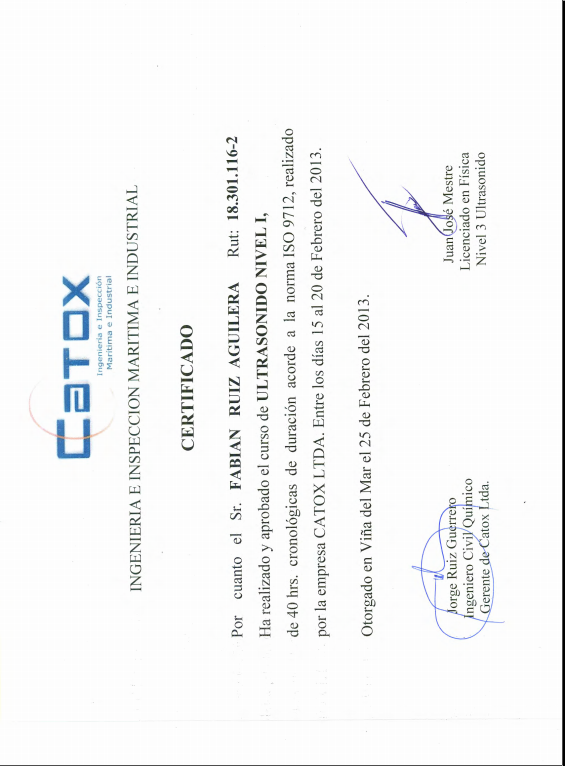 catox
Ingeniería e Inspección
Marítima e Industrial
INGENIERIA E INSPECCION MARITIMA E INDUSTRIAL
CERTIFICADO
Por cuanto el Sr. FABIAN RUIZ AGUILERA Rut: 18.301.116-2
Ha realizado y aprobado el curso de ULTRASONIDO NIVEL I,
de 40 hrs. cronológicas de duración acorde a la norma ISO 9712, realizado
por la empresa CATOX LTDA. Entre los días 15 al 20 de Febrero del 2013.
Otorgado en Viña del Mar el 25 de Febrero del 2013.
Jorge Ruiz Guerrero
Ingeniero Civil Químico
Gerente de Catox Ltda.
Juan José Mestre
Licenciado en Física
Nivel 3 Ultrasonido